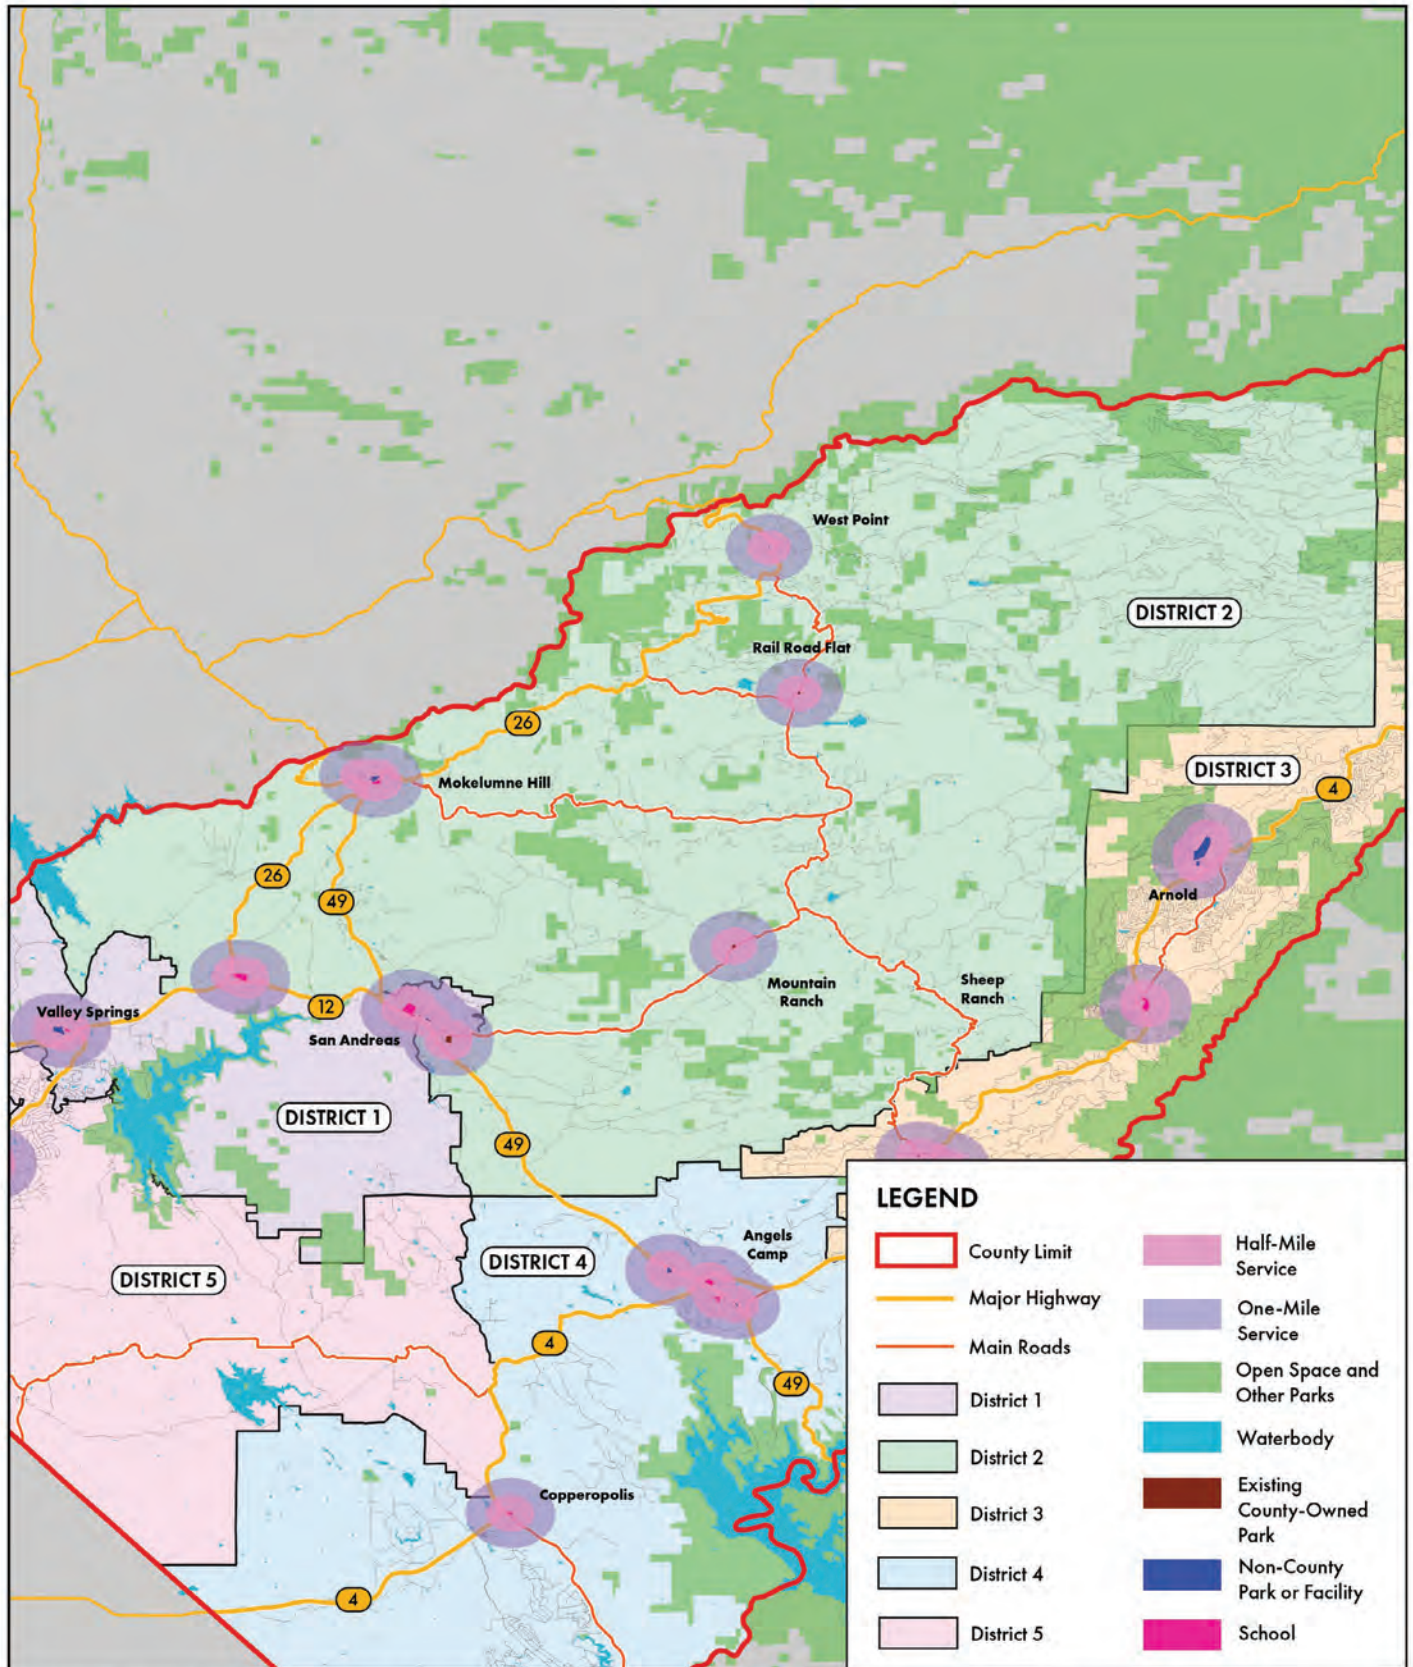 West Point
DISTRICT 2
Rail Road Flat
26
Mokelumne Hill
DISTRICT 3
4
26
49
Arnold
Mountain
Ranch
Sheep
Ranch
12
Valley Springs
San Andreas
DISTRICT 1
49
Angels
Camp
DISTRICT 4
DISTRICT 5
4
49
Copperopolis
4
LEGEND
County Limit
Major Highway
Main Roads
District 1
District 2
District 3
District 4
District 5
Half-Mile
Service
One-Mile
Service
Open Space and
Other Parks
Waterbody
Existing
County-Owned
Park
Non-County
Park or Facility
School